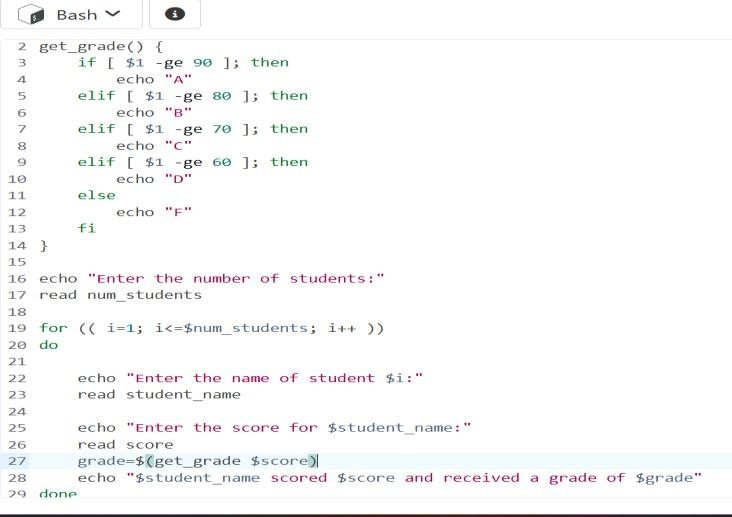 Bash
2 get_grade() {
3 if [ $1 -ge 90 ]; then
4 echo "A"
5 elif [ $1 -ge 80 ]; then
6 echo "B"
7 elif [ $1 -ge 70 ]; then
8 echo "C"
9 elif [ $1 -ge 60 ]; then
10 echo "D"
11 else
12 echo "F"
13 fi
14 }
15
16 echo "Enter the number of students:"
17 read num_students
18
19 for (( i=1; i<=$num_students; i++ ))
20 do
21
22 echo "Enter the name of student $i:"
23 read student_name
24
25 echo "Enter the score for $student_name:"
26 read score
27 grade=$(get_grade $score)
28 echo "$student_name scored $score and received a grade of $grade"
29 done